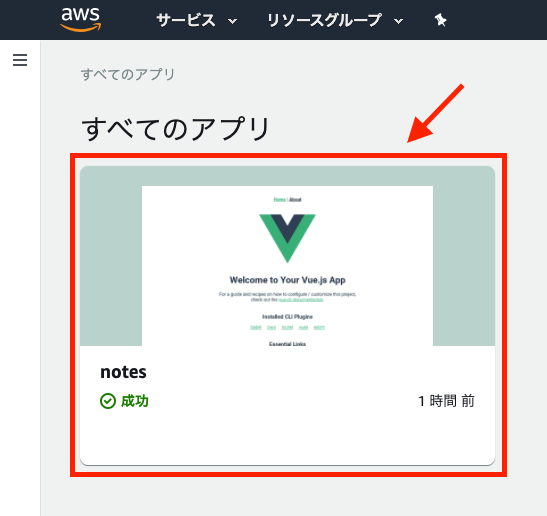 aws サービス リソースグループ
すべてのアプリ
すべてのアプリ
Home | About
Welcome to Your Vue.js App
For a guide and recipes on how to configure / customize this project,
check out the vue-cli documentation.
Installed CLI Plugins
Essential Links
notes
成功
1 時間 前